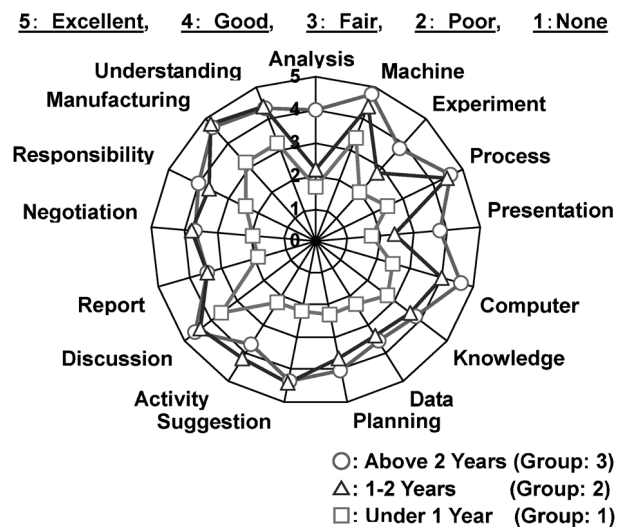 5: Excellent, 4: Good, 3: Fair, 2: Poor, 1:None
Analysis
Understanding
Machine
Manufacturing
Experiment
Responsibility
Process
Negotiation
Presentation
Report
Computer
Discussion
Knowledge
Activity
Data
Suggestion
Planning
5
4
3
2
1
0
: Above 2 Years (Group: 3)
: 1-2 Years (Group: 2)
: Under 1 Year (Group: 1)